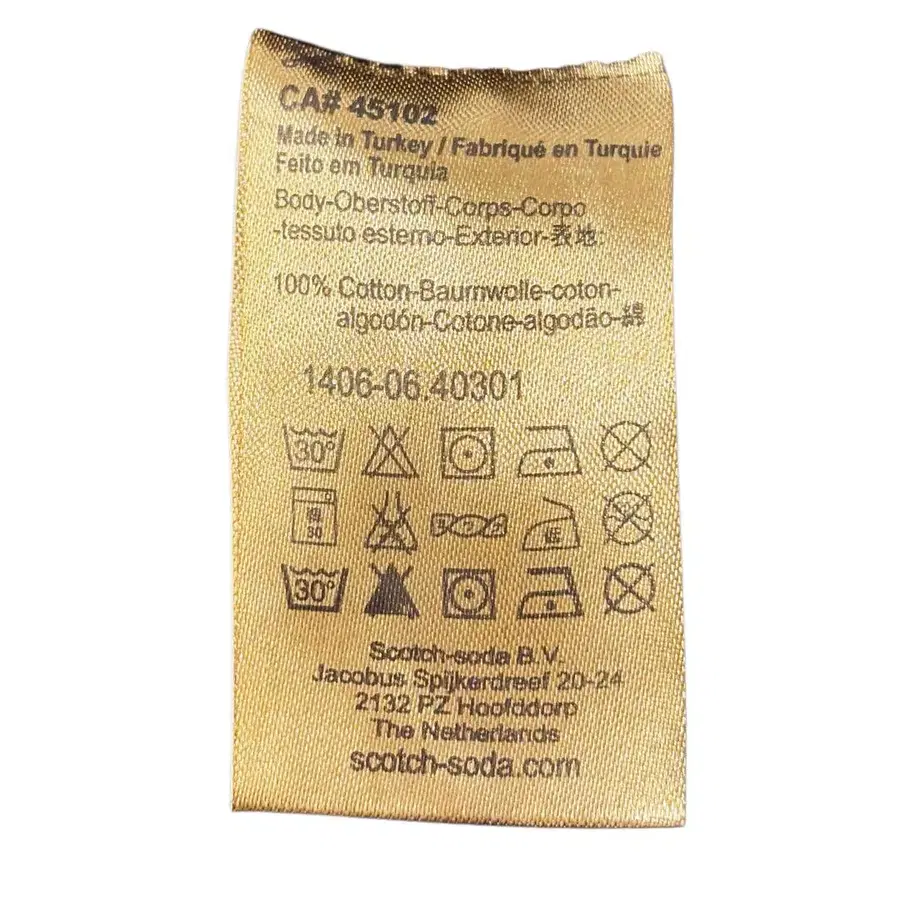 CA# 45102
Made in Turkey / Fabriqué en Turquie
Feito em Turquia
Body-Oberstoff-Corps-Corpo
-tessuto esterno-Exterior-表地:
100% Cotton-Baumwolle-coton-
algodón-Cotone-algodão-綿
1406-06.40301
30°
30
30°
Scotch-soda B.V.
Jacobus Spijkerdreef 20-24
2132 PZ Hoofddorp
The Netherlands
scotch-soda.com